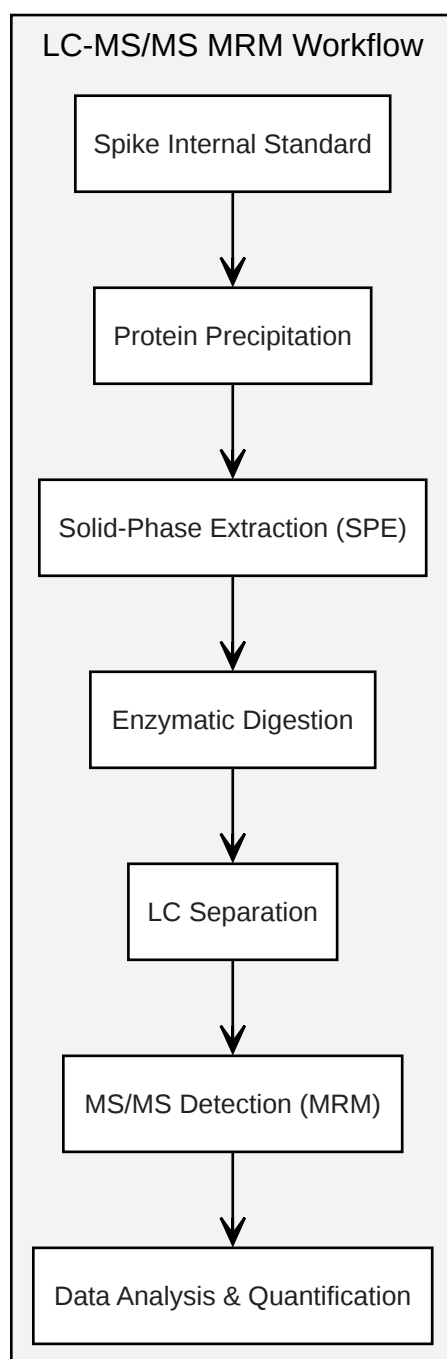 LC-MS/MS MRM Workflow
Spike Internal Standard
Protein Precipitation
Solid-Phase Extraction (SPE)
Enzymatic Digestion
LC Separation
MS/MS Detection (MRM)
Data Analysis & Quantification